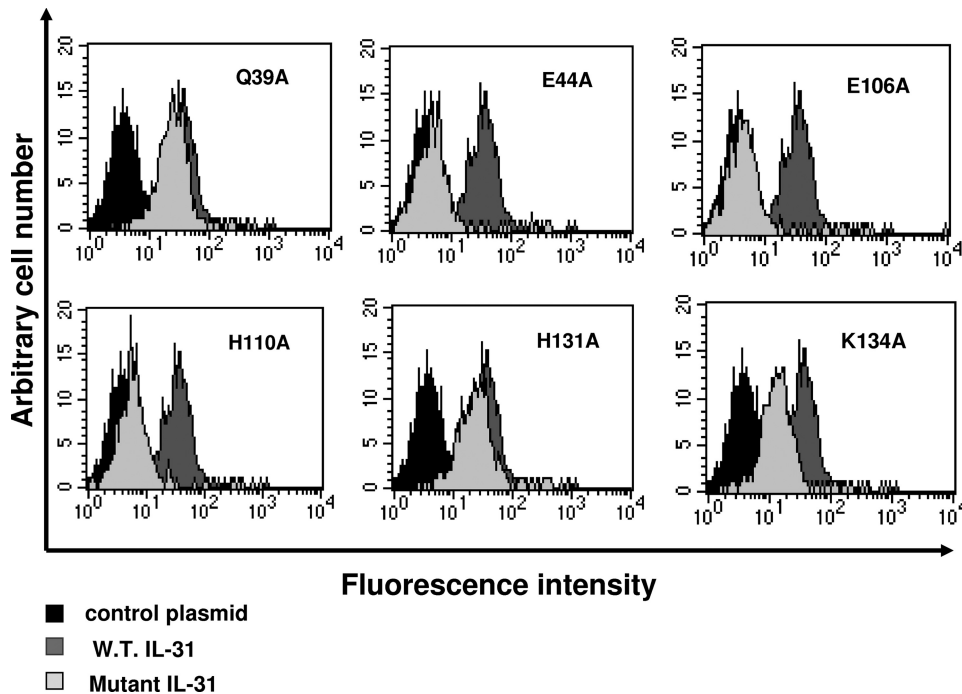 Arbitrary cell number
Q39A
20
15
10
5
0
10^0 10^1 10^2 10^3 10^4
E44A
20
15
10
5
0
10^0 10^1 10^2 10^3 10^4
E106A
20
15
10
5
0
10^0 10^1 10^2 10^3 10^4
H110A
20
15
10
5
0
10^0 10^1 10^2 10^3 10^4
H131A
20
15
10
5
0
10^0 10^1 10^2 10^3 10^4
K134A
20
15
10
5
0
10^0 10^1 10^2 10^3 10^4
Fluorescence intensity
control plasmid
W.T. IL-31
Mutant IL-31